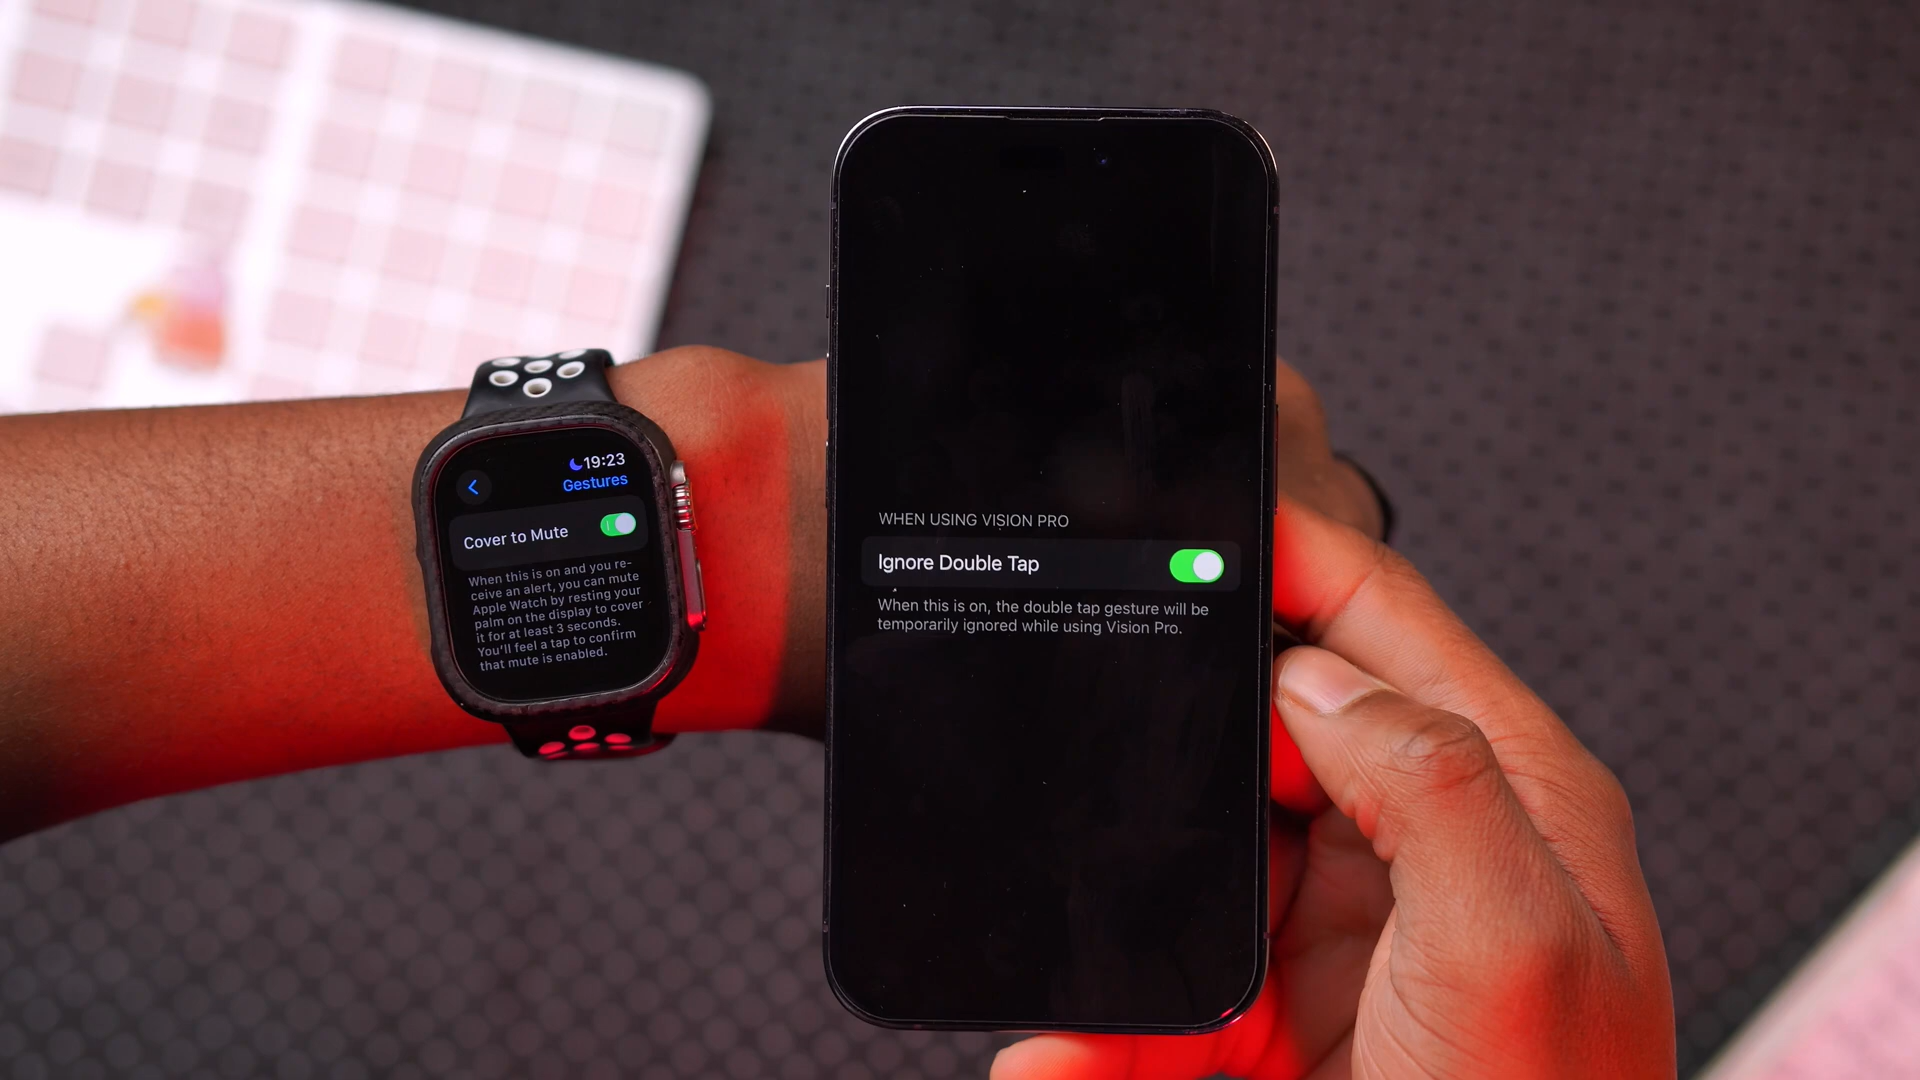 19:23
Gestures
Cover to Mute
When this is on and you re-
ceive an alert, you can mute
Apple Watch by resting your
palm on the display to cover
it for at least 3 seconds.
You'll feel a tap to confirm
that mute is enabled.
WHEN USING VISION PRO
Ignore Double Tap
When this is on, the double tap gesture will be
temporarily ignored while using Vision Pro.